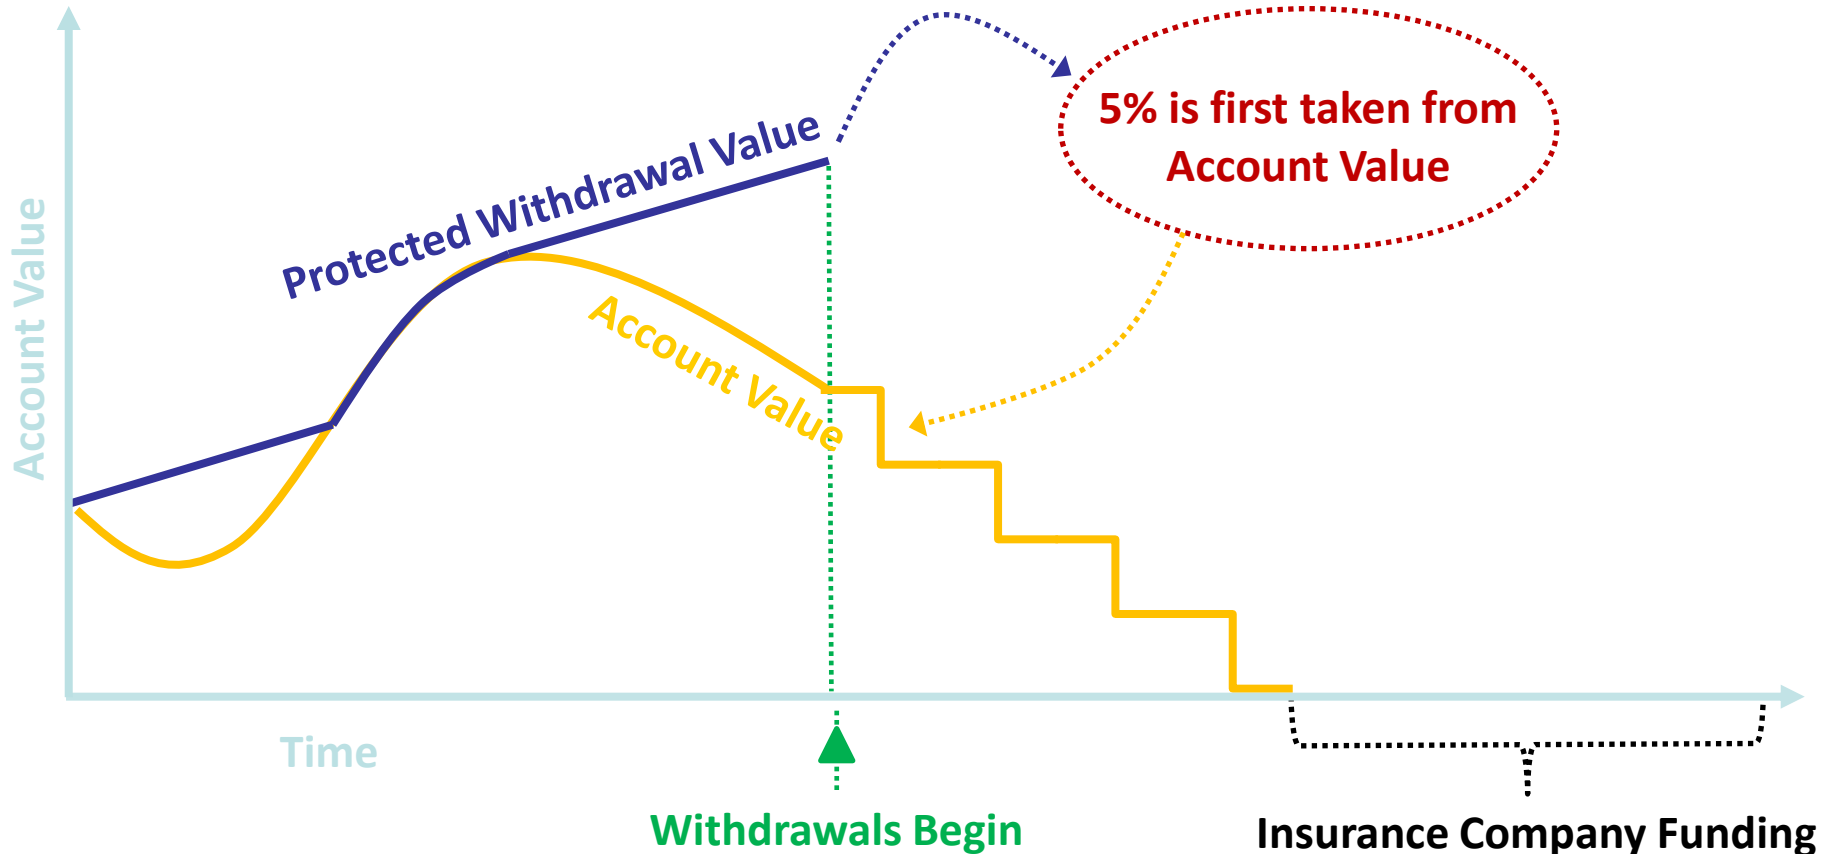 5% is first taken from
Account Value
Protected Withdrawal Value
Account Value
Account Value
Time
Withdrawals Begin
Insurance Company Funding